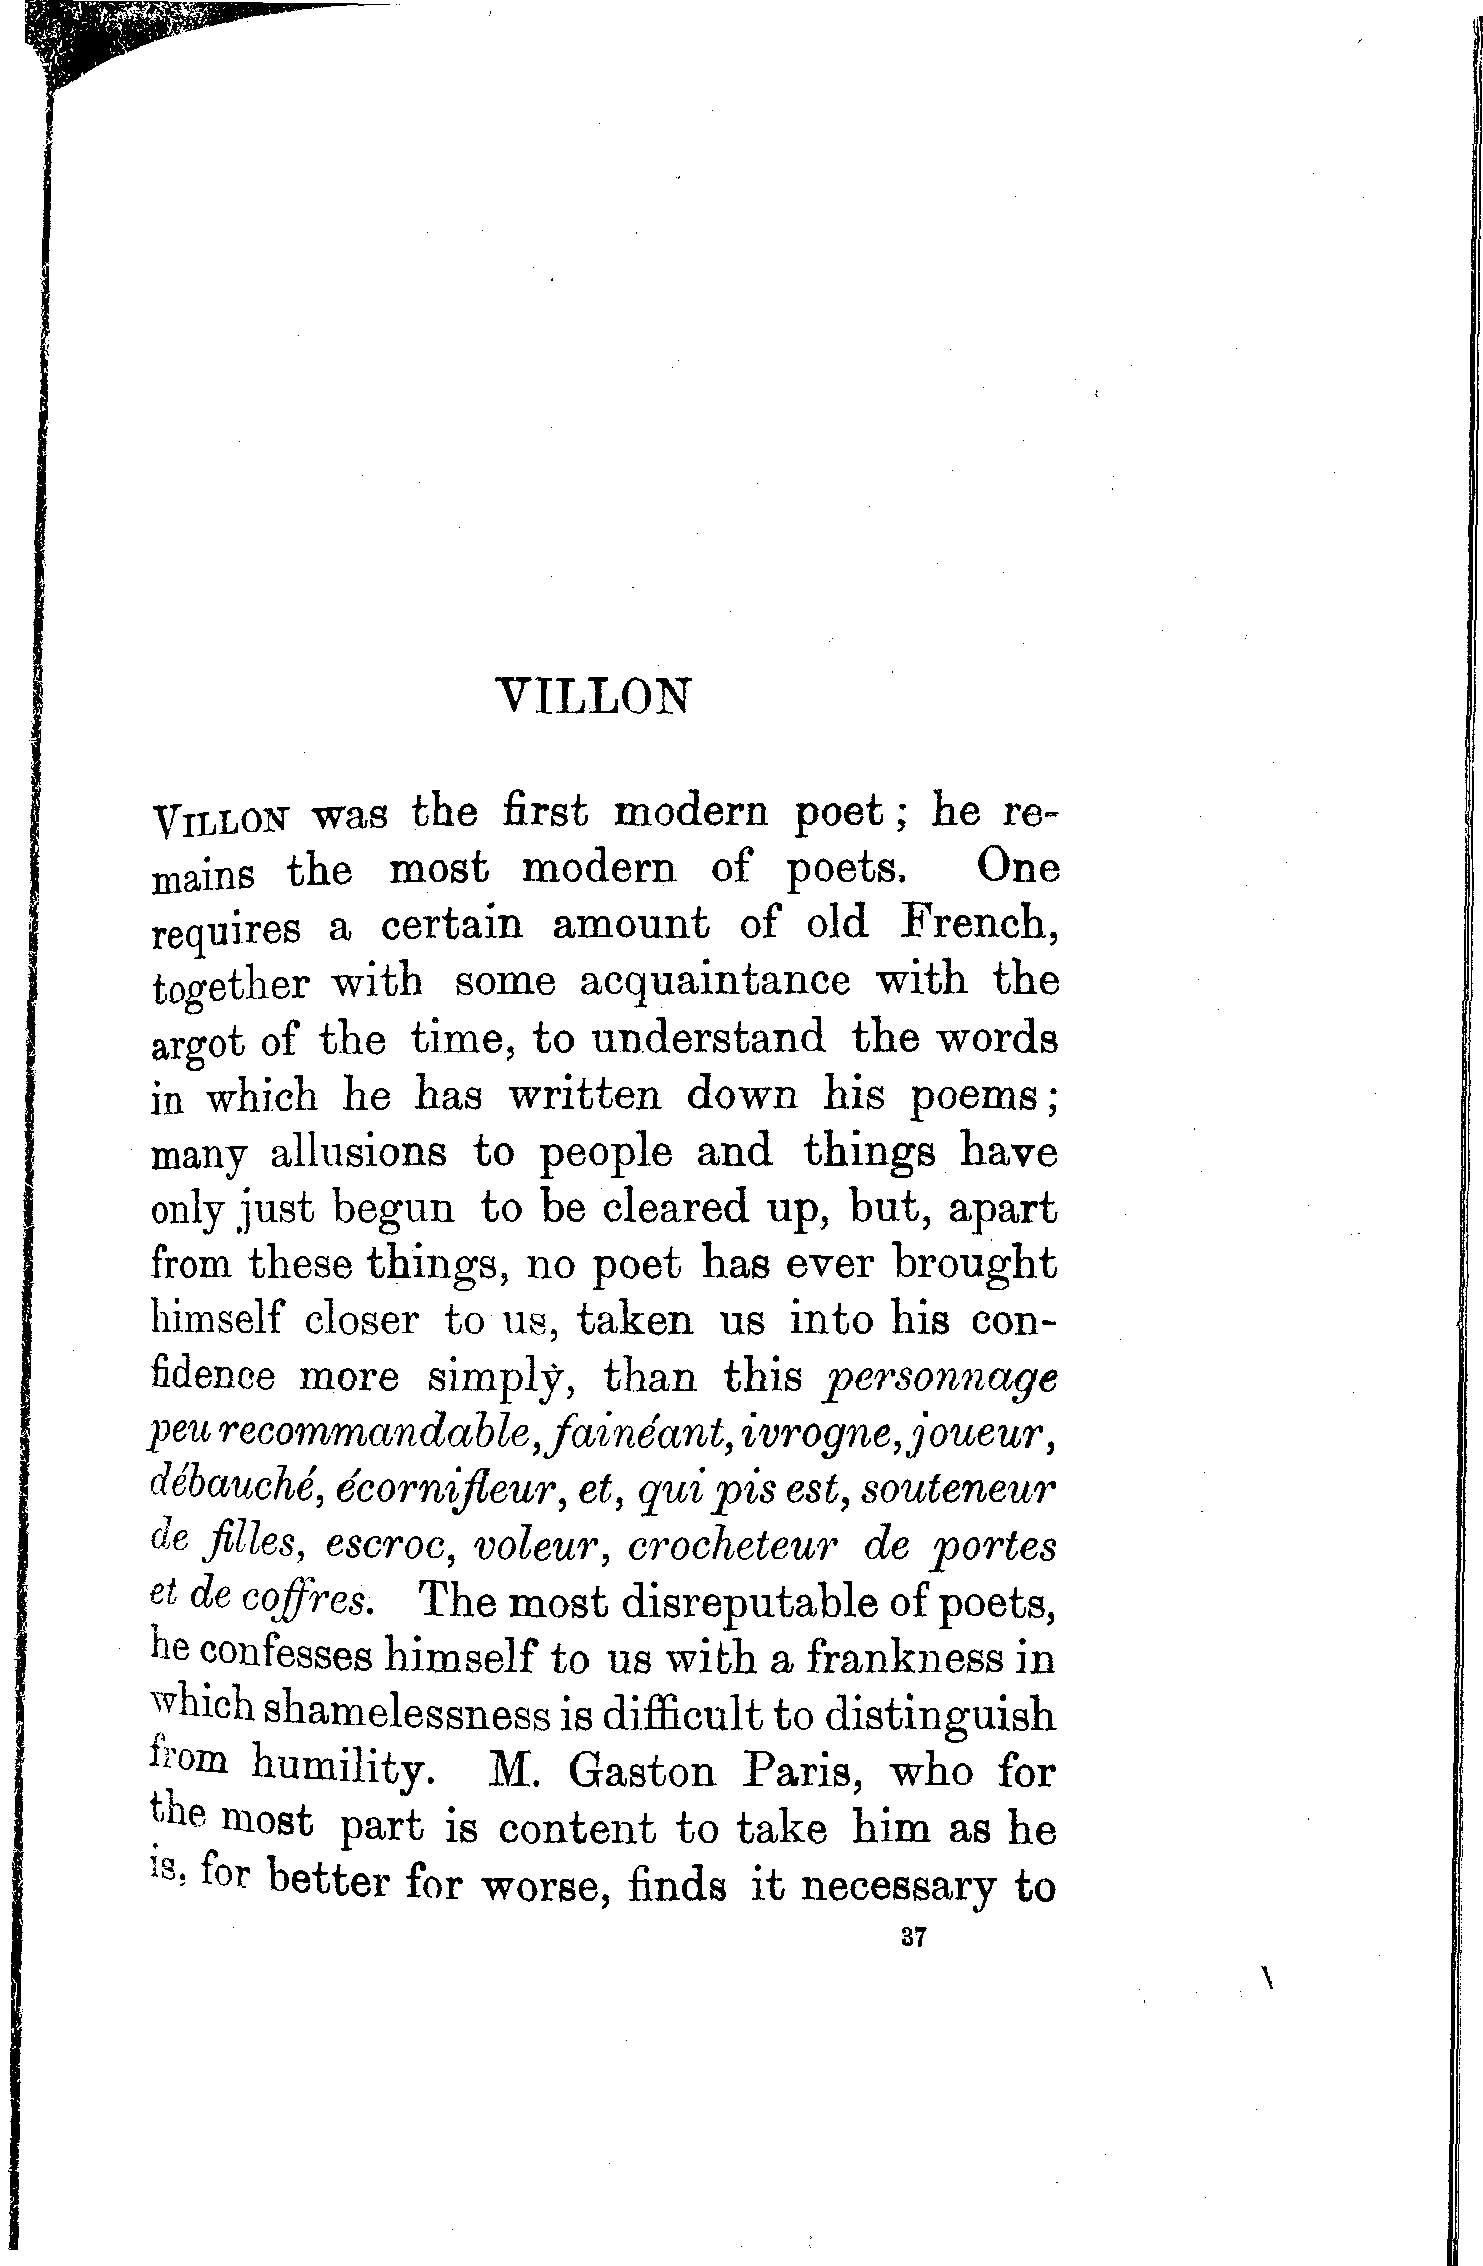 VILLON
VILLON was the first modern poet; he re-
mains the most modern of poets. One
requires a certain amount of old French,
together with some acquaintance with the
argot of the time, to understand the words
in which he has written down his poems;
many allusions to people and things have
only just begun to be cleared up, but, apart
from these things, no poet has ever brought
himself closer to us, taken us into his con-
fidence more simply, than this personnage
peu recommandable, fainéant, ivrogne, joueur,
débauché, écornifleur, et, qui pis est, souteneur
de filles, escroc, voleur, crocheteur de portes
et de coffres. The most disreputable of poets,
he confesses himself to us with a frankness in
which shamelessness is difficult to distinguish
from humility. M. Gaston Paris, who for
the most part is content to take him as he
is, for better for worse, finds it necessary to
37